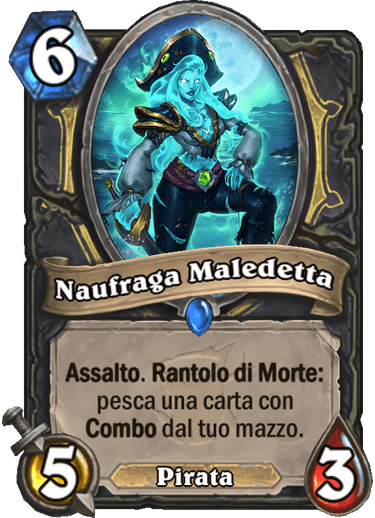 6
Naufraga Maledetta
Assalto. Rantolo di Morte:
pesca una carta con
Combo dal tuo mazzo.
5
Pirata
3